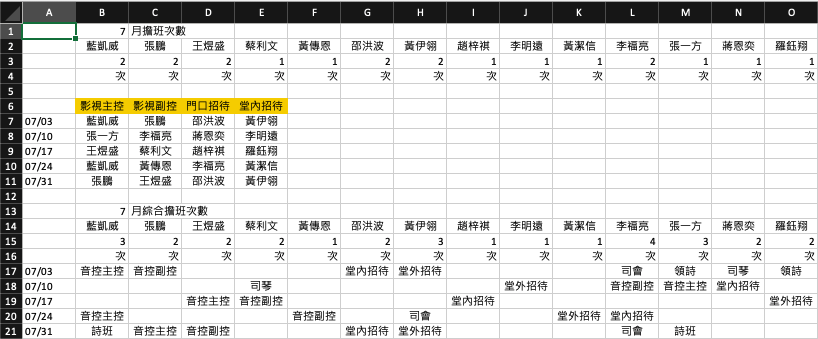 A B C D E F G H I J K L M N O
1 7 月擔班次數
2 藍凱威 張鵬 王煜盛 蔡利文 黃傳恩 邵洪波 黃伊翎 趙梓祺 李明遠 黃潔信 李福亮 張一方 蔣恩奕 羅鈺翔
3 2 2 2 1 1 2 2 1 1 1 2 1 1 1
4 次 次 次 次 次 次 次 次 次 次 次 次 次 次
5
6 影視主控 影視副控 門口招待 堂內招待
7 07/03 藍凱威 張鵬 邵洪波 黃伊翎
8 07/10 張一方 李福亮 蔣恩奕 李明遠
9 07/17 王煜盛 蔡利文 趙梓祺 羅鈺翔
10 07/24 藍凱威 黃傳恩 李福亮 黃潔信
11 07/31 張鵬 王煜盛 邵洪波 黃伊翎
12
13 7 月綜合擔班次數
14 藍凱威 張鵬 王煜盛 蔡利文 黃傳恩 邵洪波 黃伊翎 趙梓祺 李明遠 黃潔信 李福亮 張一方 蔣恩奕 羅鈺翔
15 3 2 2 2 1 2 3 1 1 1 4 3 2 2
16 次 次 次 次 次 次 次 次 次 次 次 次 次 次
17 07/03 音控主控 音控副控 堂內招待 堂外招待 司會 領詩 司琴 領詩
18 07/10 司琴 堂外招待 音控副控 音控主控 堂內招待
19 07/17 音控主控 音控副控 堂內招待 堂外招待
20 07/24 音控主控 音控副控 司會 堂外招待 堂內招待
21 07/31 詩班 音控主控 音控副控 堂內招待 堂外招待 司會 詩班